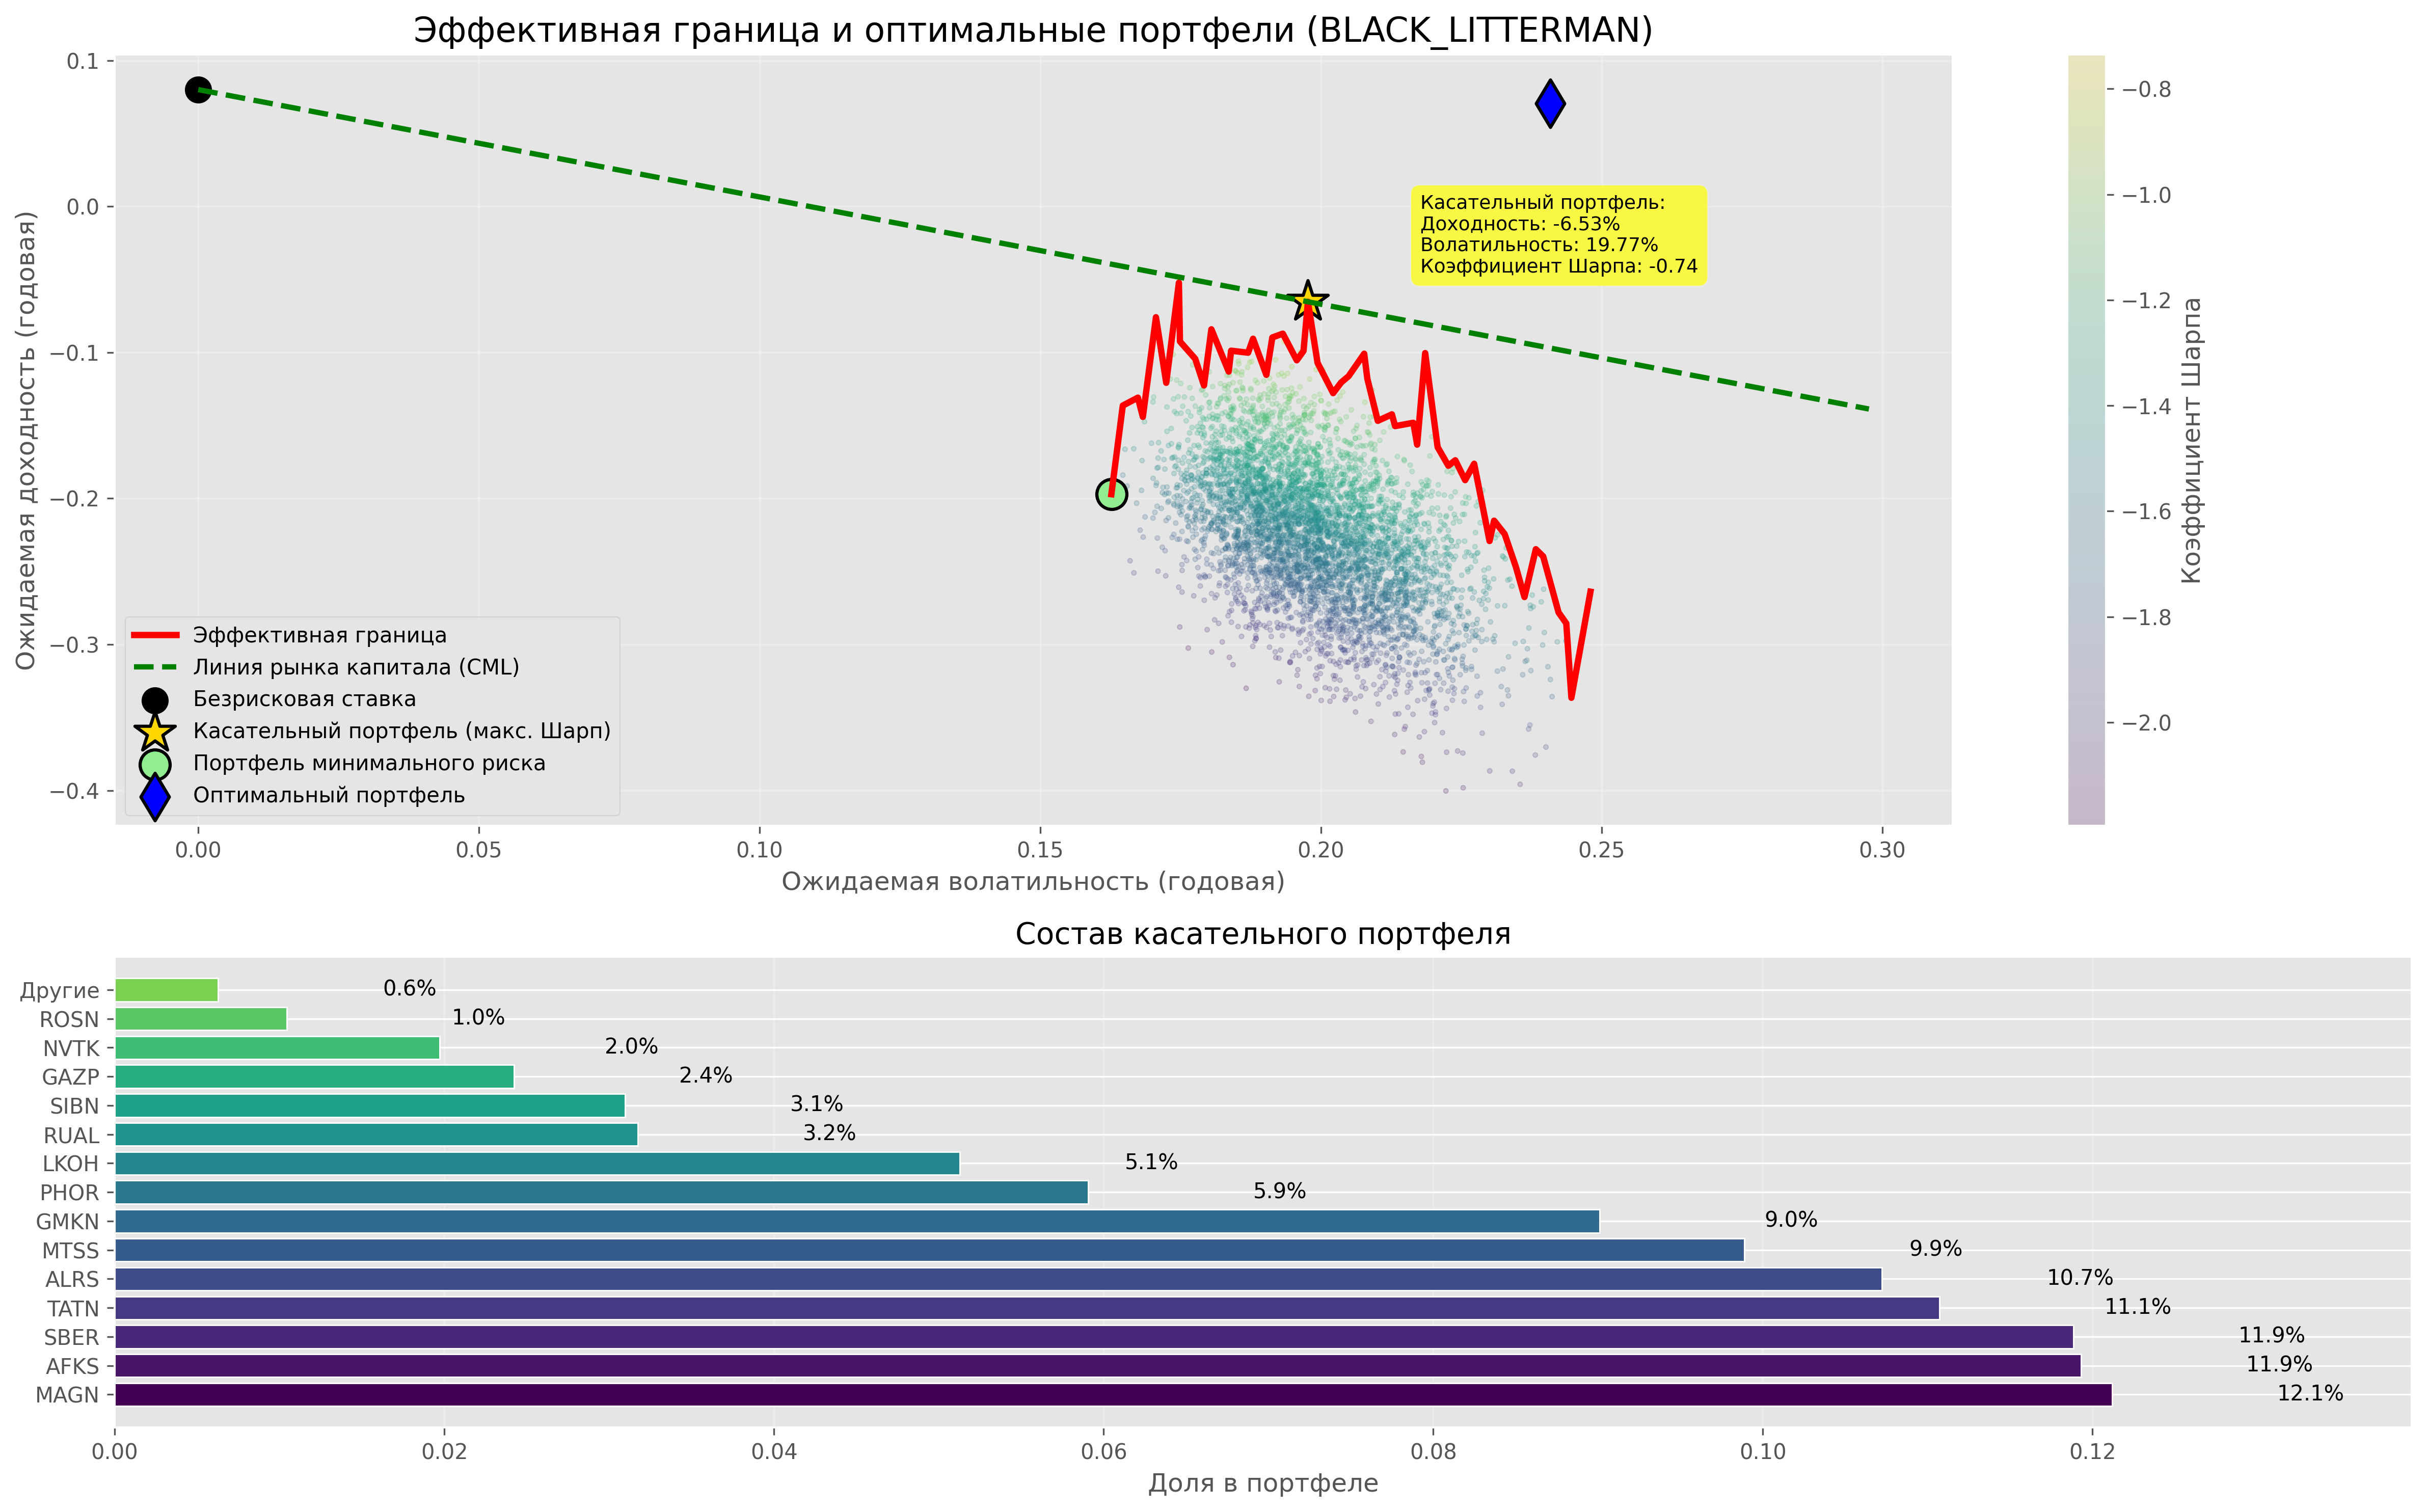 Эффективная граница и оптимальные портфели (BLACK_LITTERMAN)
Ожидаемая доходность (годовая)
0.1
0.0
−0.1
−0.2
−0.3
−0.4
Касательный портфель:
Доходность: -6.53%
Волатильность: 19.77%
Коэффициент Шарпа: -0.74
Эффективная граница
Линия рынка капитала (CML)
Безрисковая ставка
Касательный портфель (макс. Шарп)
Портфель минимального риска
Оптимальный портфель
0.00 0.05 0.10 0.15 0.20 0.25 0.30
Ожидаемая волатильность (годовая)
−0.8
−1.0
−1.2
−1.4
−1.6
−1.8
−2.0
Коэффициент Шарпа
Состав касательного портфеля
Другие 0.6%
ROSN 1.0%
NVTK 2.0%
GAZP 2.4%
SIBN 3.1%
RUAL 3.2%
LKOH 5.1%
PHOR 5.9%
GMKN 9.0%
MTSS 9.9%
ALRS 10.7%
TATN 11.1%
SBER 11.9%
AFKS 11.9%
MAGN 12.1%
0.00 0.02 0.04 0.06 0.08 0.10 0.12
Доля в портфеле